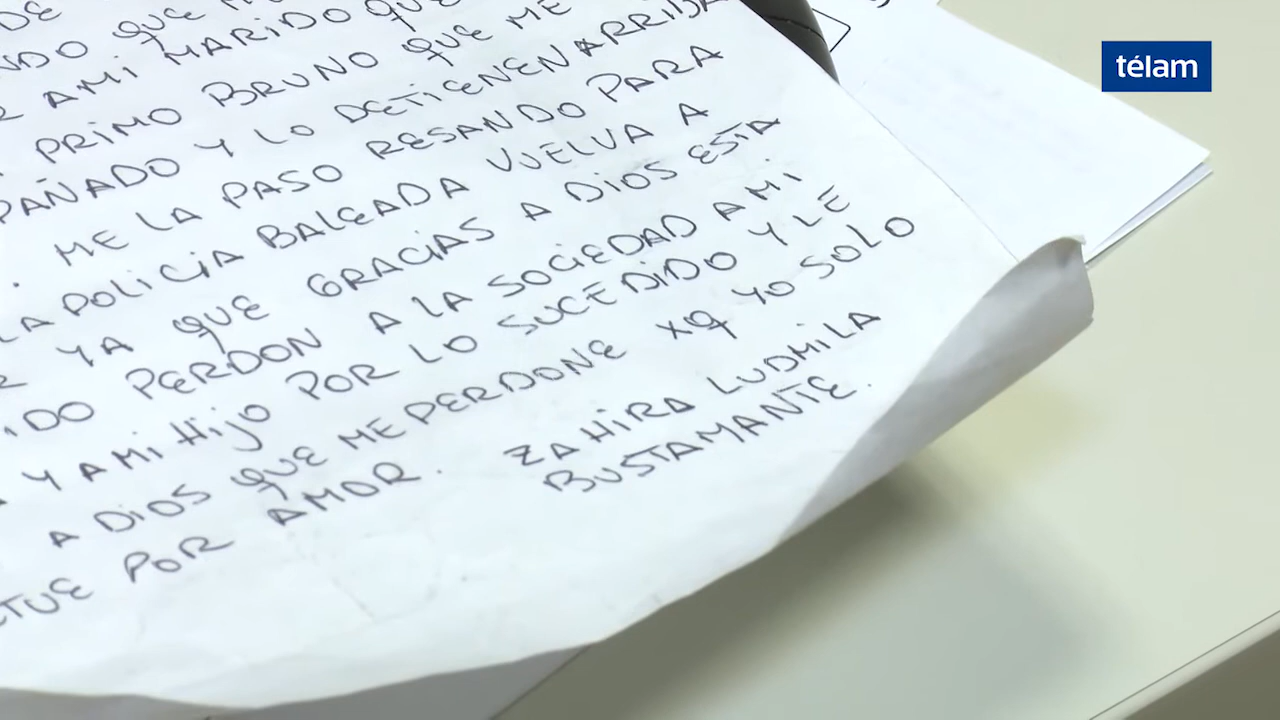 DE
NDO QUE
A MI MARIDO QUE
PRIMO BRUNO QUE ME
PAÑADO Y LO DETIENEN ARRIBA
. ME LA PASO RESANDO PARA
LA POLICIA BALEADA VUELVA A
R YA QUE GRACIAS A DIOS ESTA
IDO PERDON A LA SOCIEDAD A MI
Y A MI HIJO POR LO SUCEDIDO Y LE
A DIOS QUE ME PERDONE XQ YO SOLO
CTUE POR AMOR. ZAHIRA LUDMILA
BUSTAMANTE.
télam